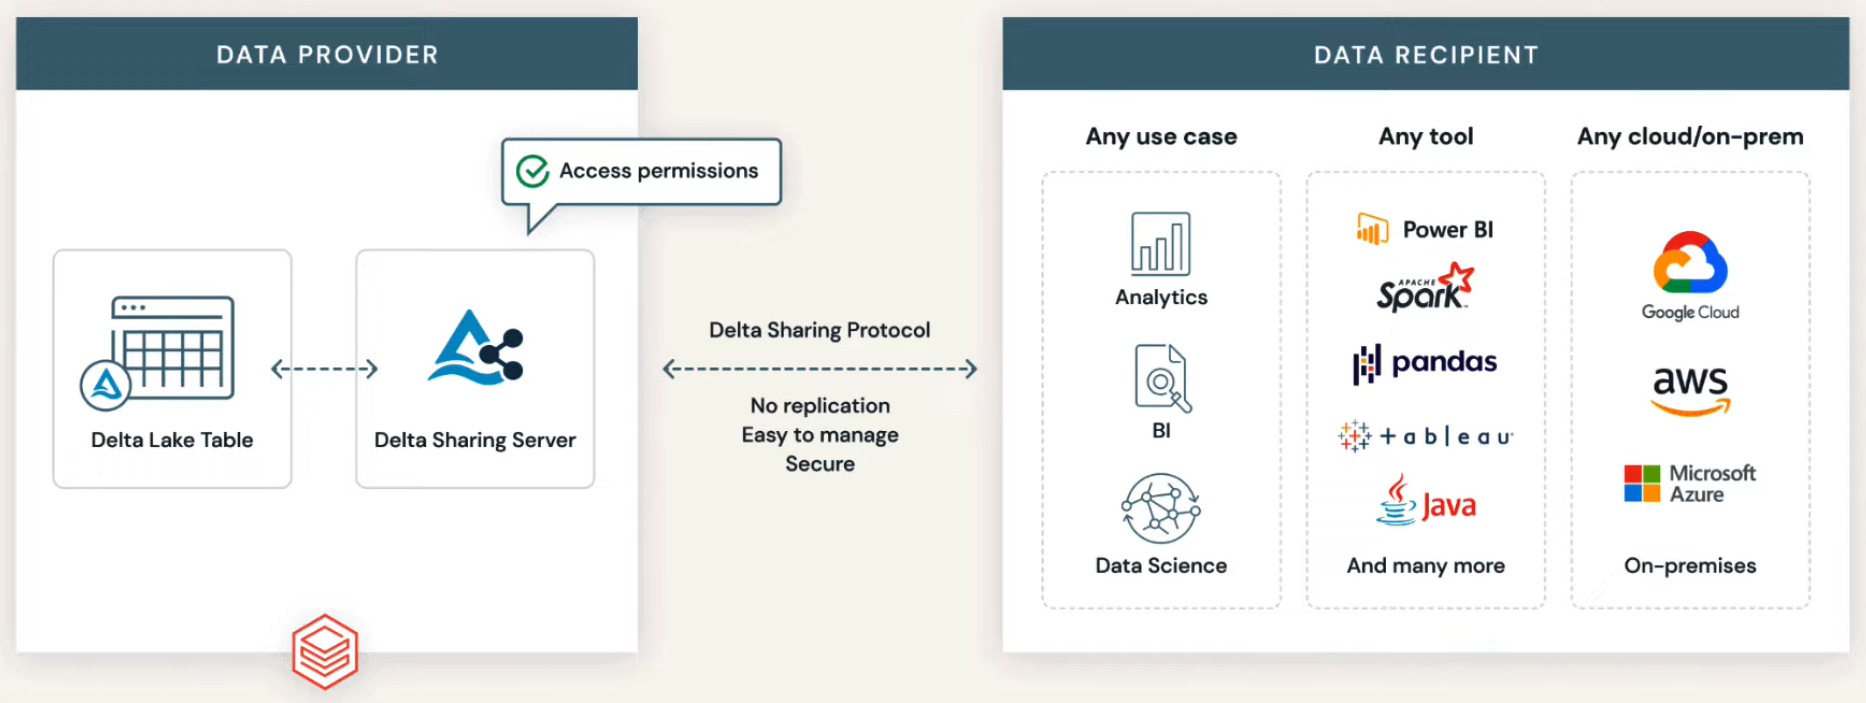 DATA PROVIDER
Access permissions
Delta Lake Table
Delta Sharing Server
Delta Sharing Protocol
No replication
Easy to manage
Secure
DATA RECIPIENT
Any use case
Analytics
BI
Data Science
Any tool
Power BI
APACHE
Spark™
pandas
+ableau
Java
And many more
Any cloud/on-prem
Google Cloud
aws
Microsoft
Azure
On-premises